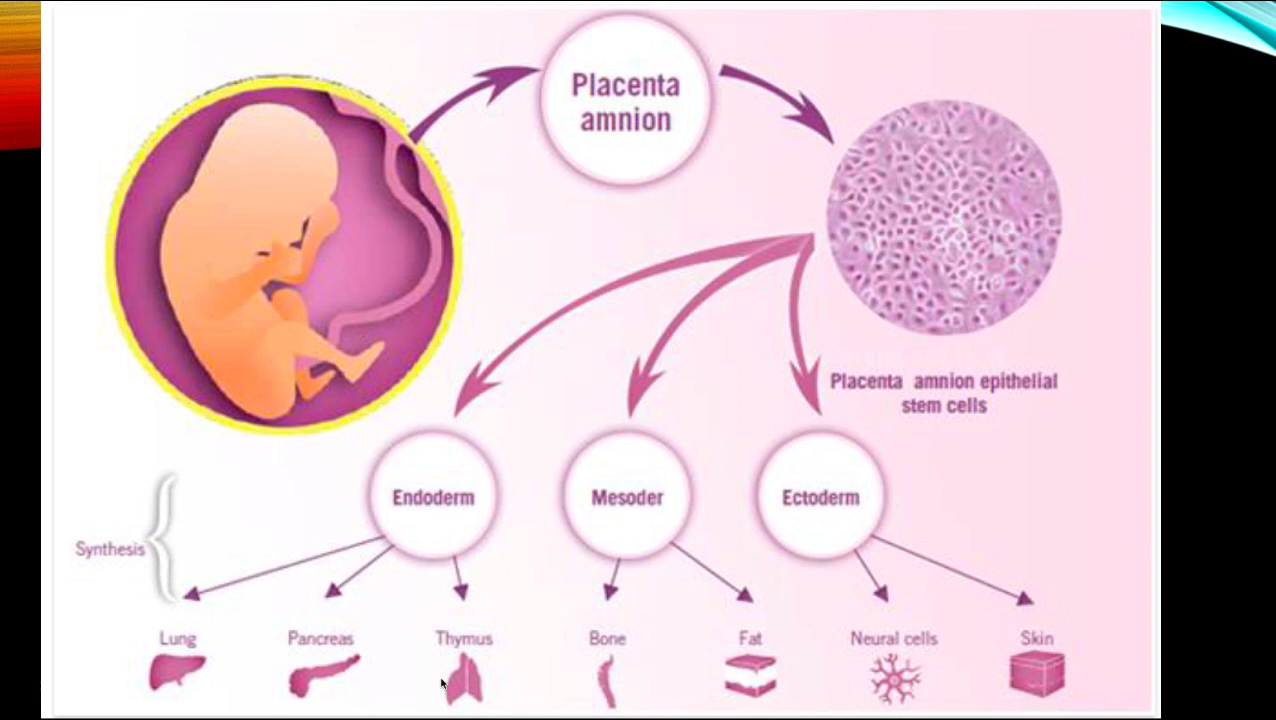 Placenta
amnion
Placenta amnion epithelial
stem cells
Endoderm
Mesoder
Ectoderm
Synthesis
Lung
Pancreas
Thymus
Bone
Fat
Neural cells
Skin